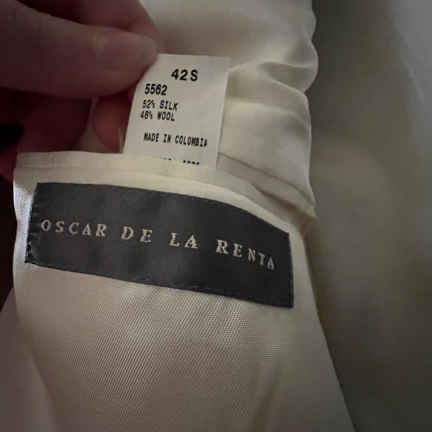 42S
5562
52% SILK
48% WOOL
MADE IN COLOMBIA
OSCAR DE LA RENTA